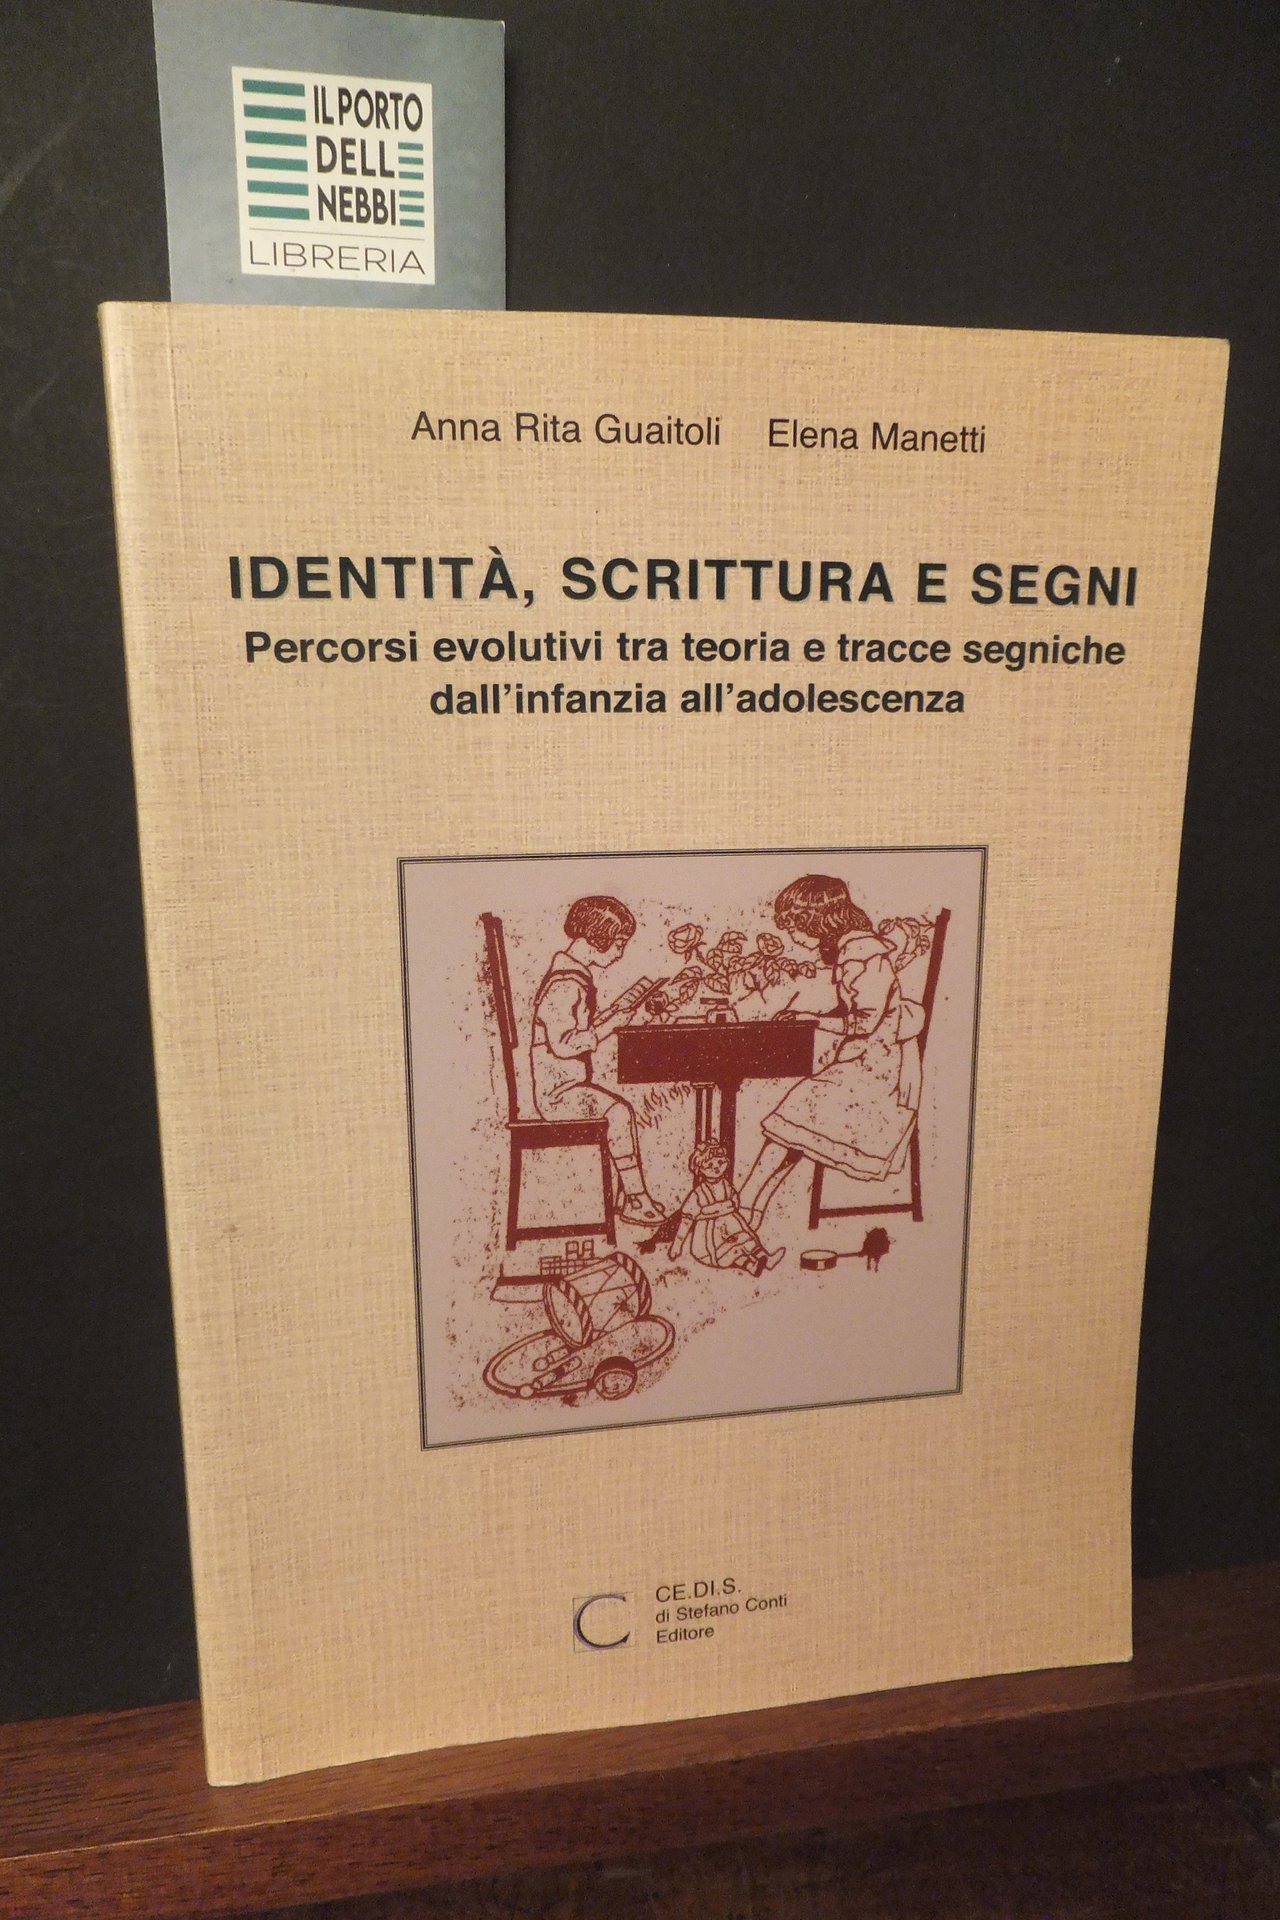 IL PORTO
DELLE
NEBBIE
LIBRERIA
Anna Rita Guaitoli Elena Manetti
IDENTITÀ, SCRITTURA E SEGNI
Percorsi evolutivi tra teoria e tracce segniche
dall'infanzia all'adolescenza
C
CE.DI.S.
di Stefano Conti
Editore